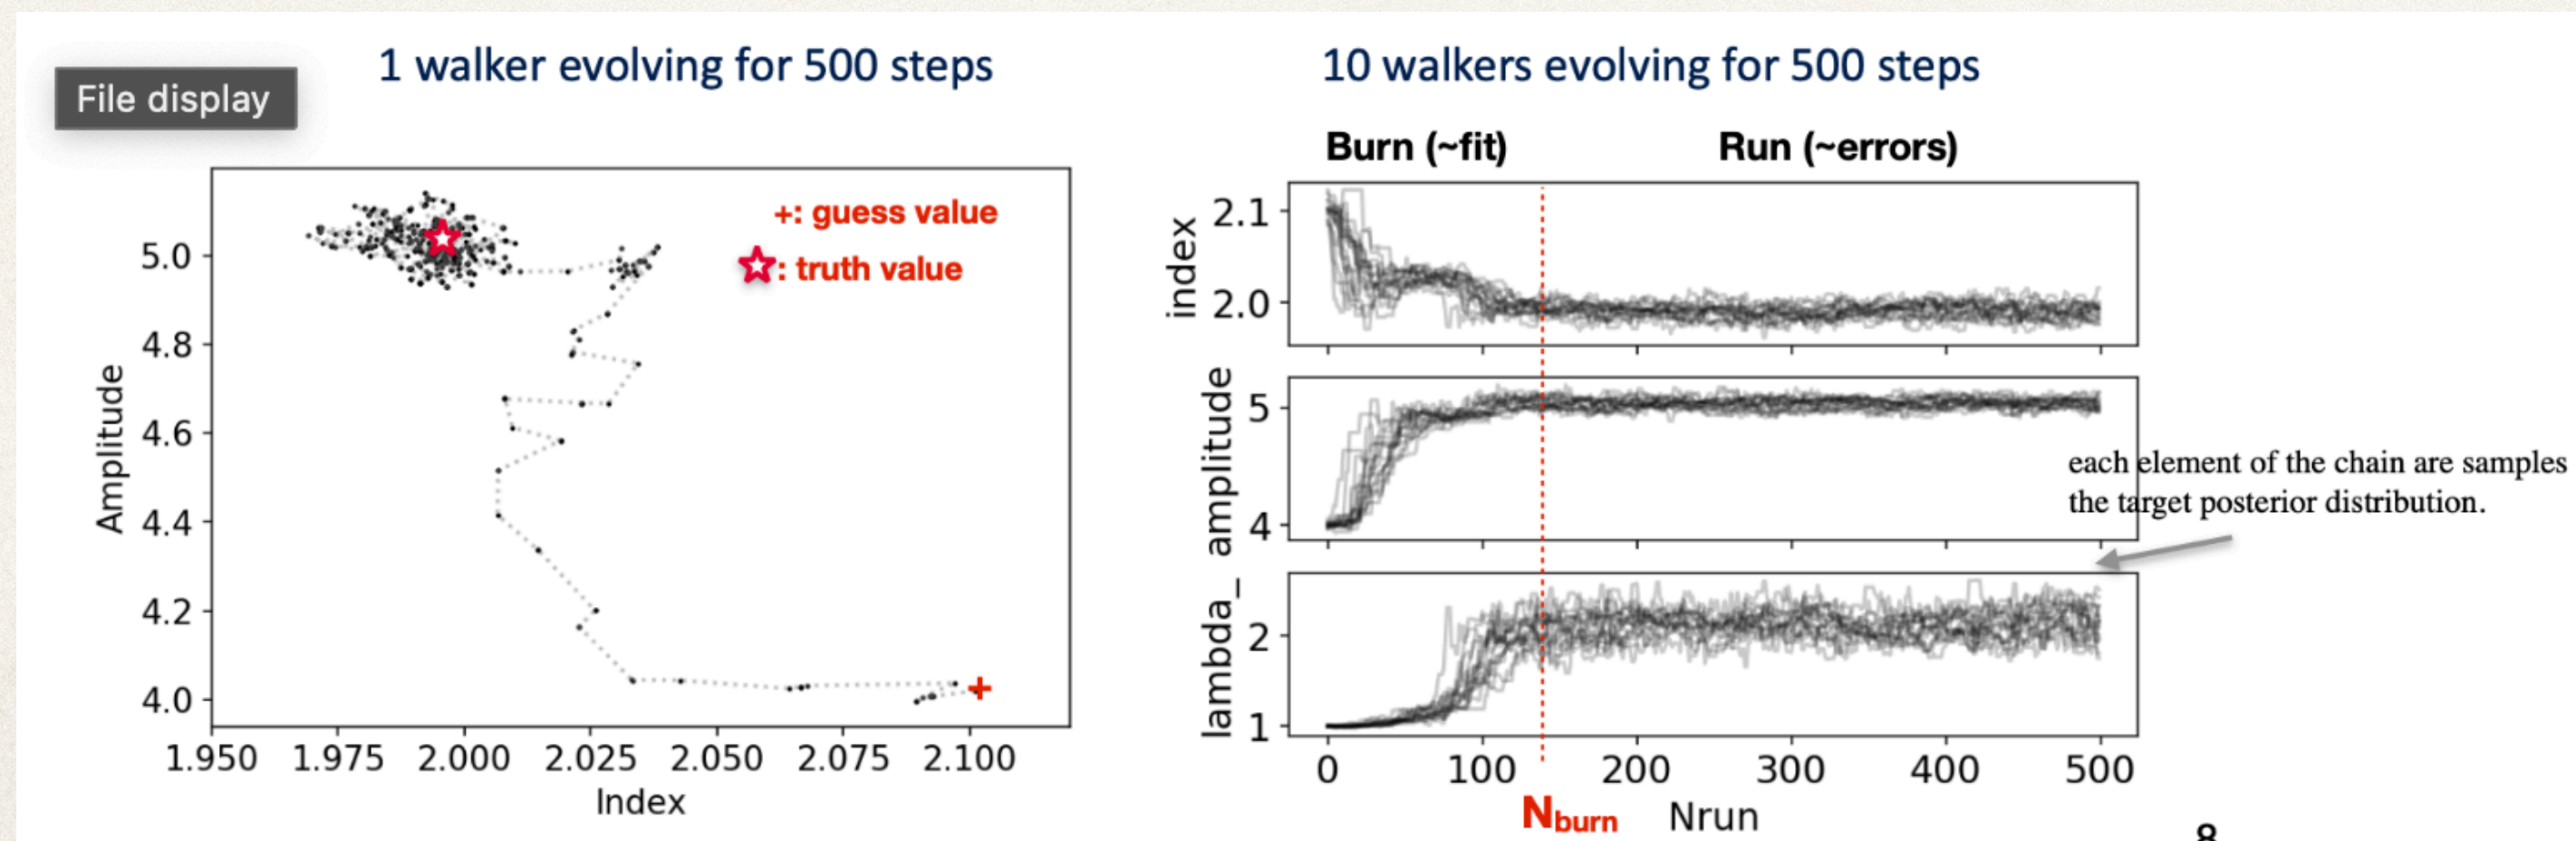 File display
1 walker evolving for 500 steps
+: guess value
: truth value
5.0
4.8
4.6
4.4
4.2
4.0
Amplitude
1.950 1.975 2.000 2.025 2.050 2.075 2.100
Index
10 walkers evolving for 500 steps
Burn (~fit) Run (~errors)
index
2.1
2.0
amplitude
5
4
each element of the chain are samples
the target posterior distribution.
lambda_
2
1
0 100 200 300 400 500
Nburn Nrun